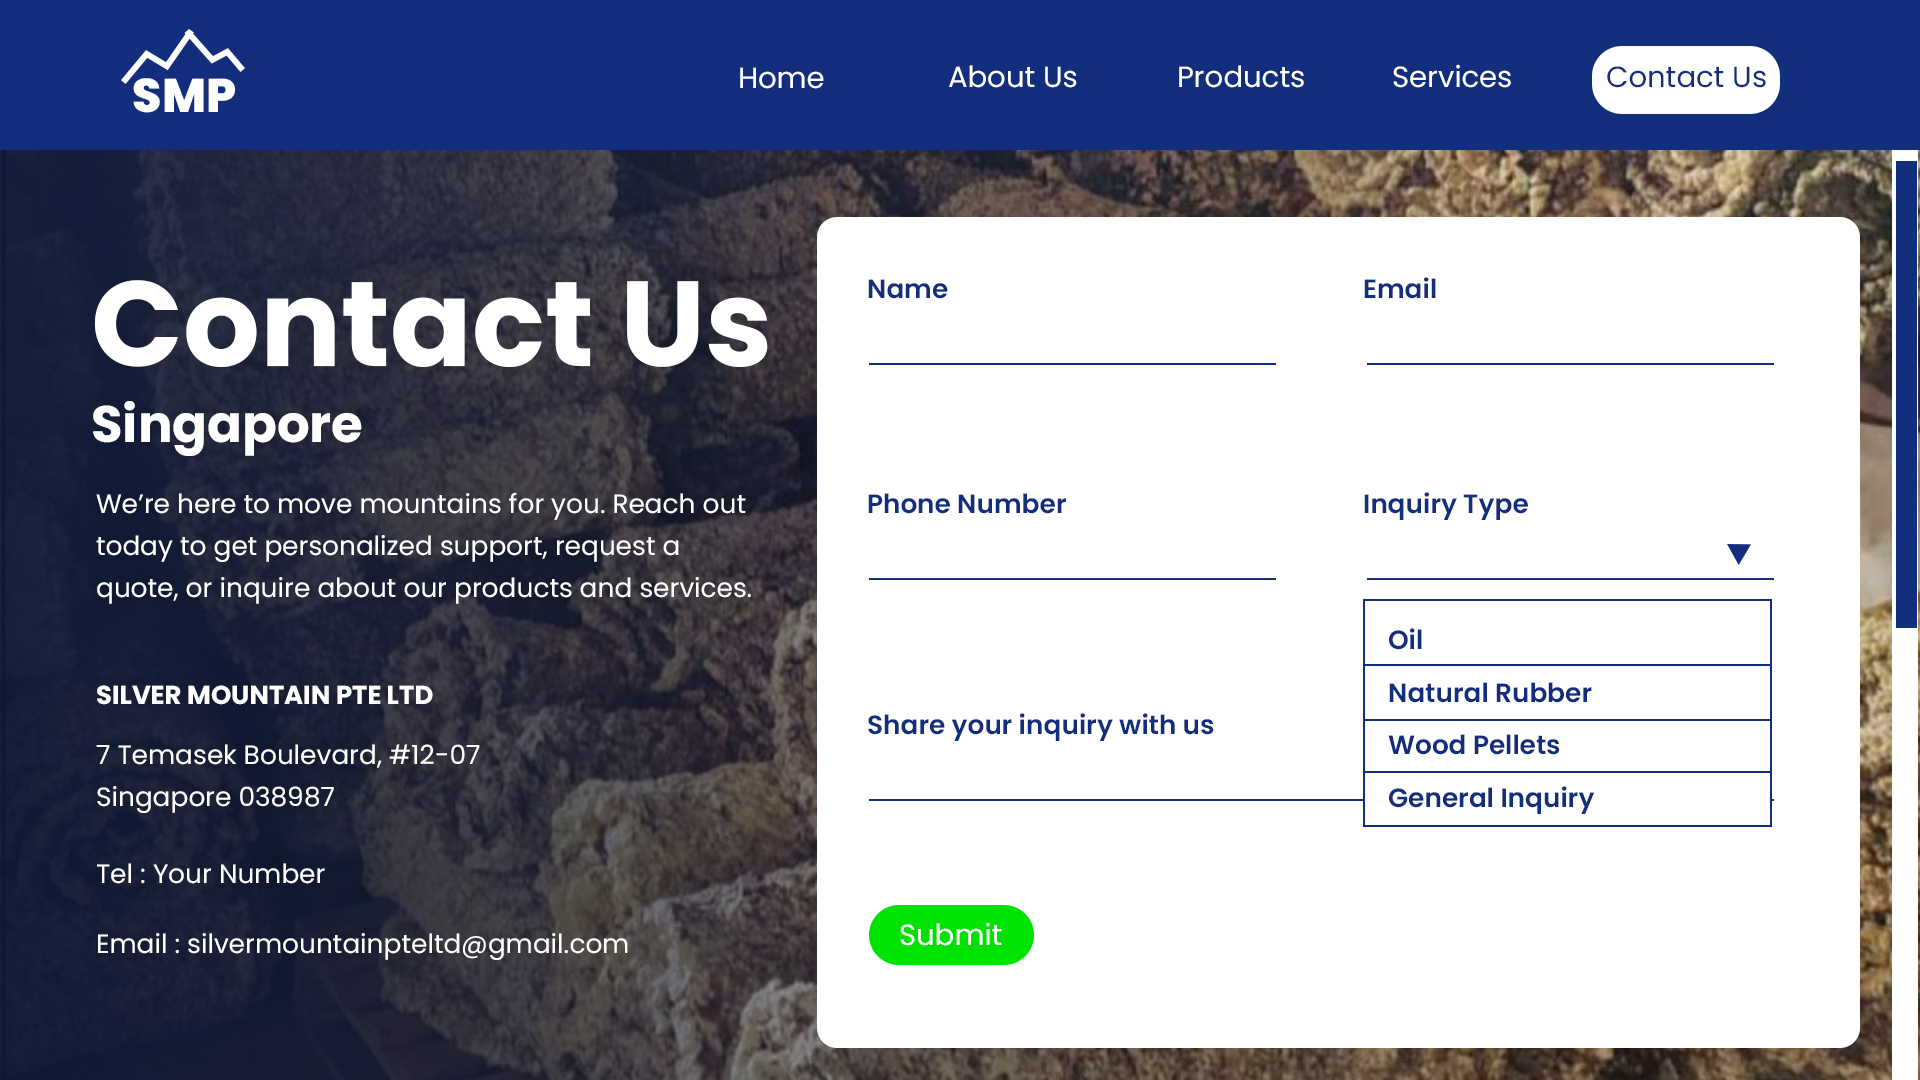 SMP
Home
About Us
Products
Services
Contact Us
Contact Us
Singapore
We’re here to move mountains for you. Reach out
today to get personalized support, request a
quote, or inquire about our products and services.
SILVER MOUNTAIN PTE LTD
7 Temasek Boulevard, #12-07
Singapore 038987
Tel : Your Number
Email : silvermountainpteltd@gmail.com
Name
Email
Phone Number
Inquiry Type
Oil
Natural Rubber
Wood Pellets
General Inquiry
Share your inquiry with us
Submit